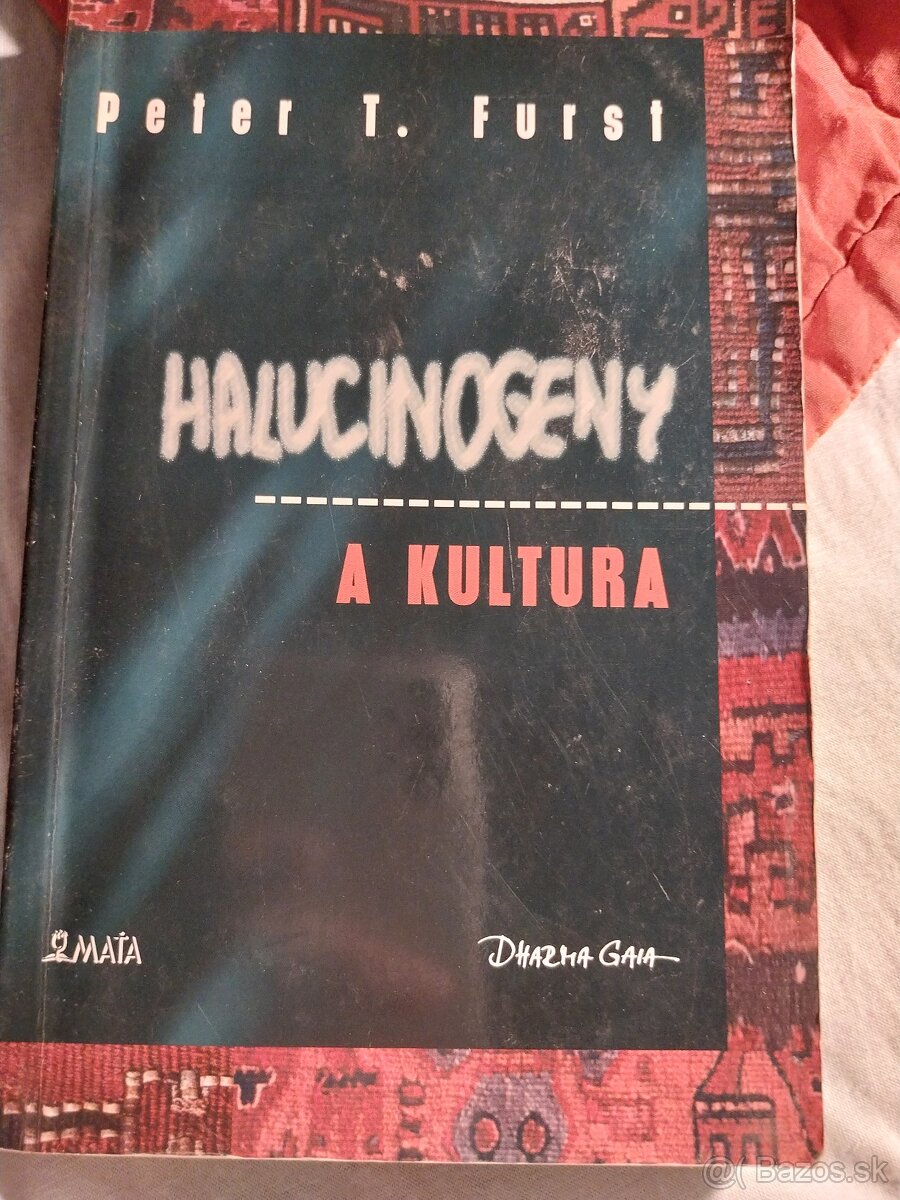 Peter T. Furst
HALUCINOGENY
A KULTURA
MAŤA
DHARMA GAIA
@( Bazos.sk